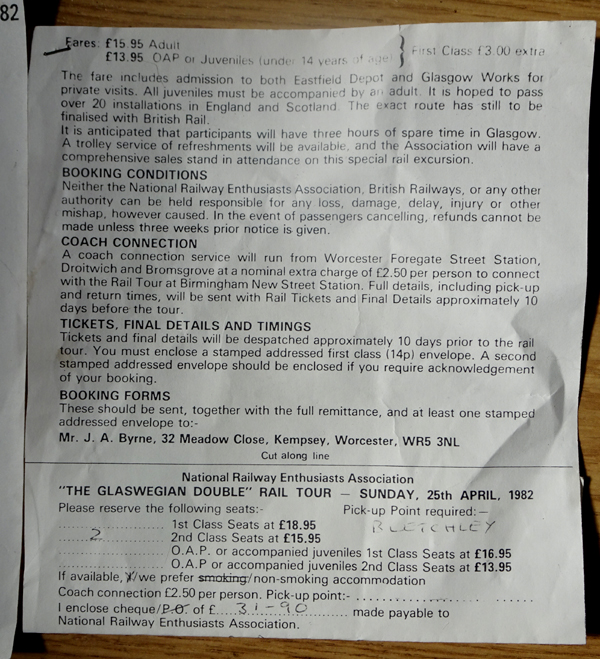 82
Fares: £15.95 Adult
£13.95 OAP or Juveniles (under 14 years of age) } First Class £3.00 extra
The fare includes admission to both Eastfield Depot and Glasgow Works for
private visits. All juveniles must be accompanied by an adult. It is hoped to pass
over 20 installations in England and Scotland. The exact route has still to be
finalised with British Rail.
It is anticipated that participants will have three hours of spare time in Glasgow.
A trolley service of refreshments will be available, and the Association will have a
comprehensive sales stand in attendance on this special rail excursion.
BOOKING CONDITIONS
Neither the National Railway Enthusiasts Association, British Railways, or any other
authority can be held responsible for any loss, damage, delay, injury or other
mishap, however caused. In the event of passengers cancelling, refunds cannot be
made unless three weeks prior notice is given.
COACH CONNECTION
A coach connection service will run from Worcester Foregate Street Station,
Droitwich and Bromsgrove at a nominal extra charge of £2.50 per person to connect
with the Rail Tour at Birmingham New Street Station. Full details, including pick-up
and return times, will be sent with Rail Tickets and Final Details approximately 10
days before the tour.
TICKETS, FINAL DETAILS AND TIMINGS
Tickets and final details will be despatched approximately 10 days prior to the rail
tour. You must enclose a stamped addressed first class (14p) envelope. A second
stamped addressed envelope should be enclosed if you require acknowledgement
of your booking.
BOOKING FORMS
These should be sent, together with the full remittance, and at least one stamped
addressed envelope to:-
Mr. J. A. Byrne, 32 Meadow Close, Kempsey, Worcester, WR5 3NL
Cut along line
National Railway Enthusiasts Association
"THE GLASWEGIAN DOUBLE" RAIL TOUR — SUNDAY, 25th APRIL, 1982
Please reserve the following seats:- Pick-up Point required:—
........................ 1st Class Seats at £18.95 BLETCHLEY
........2............... 2nd Class Seats at £15.95
........................ O.A.P. or accompanied juveniles 1st Class Seats at £16.95
........................ O.A.P. or accompanied juveniles 2nd Class Seats at £13.95
If available, I/we prefer smoking/non-smoking accommodation
Coach connection £2.50 per person. Pick-up point:- ........................
I enclose cheque/P.O. of £....31-90.............. made payable to
National Railway Enthusiasts Association.